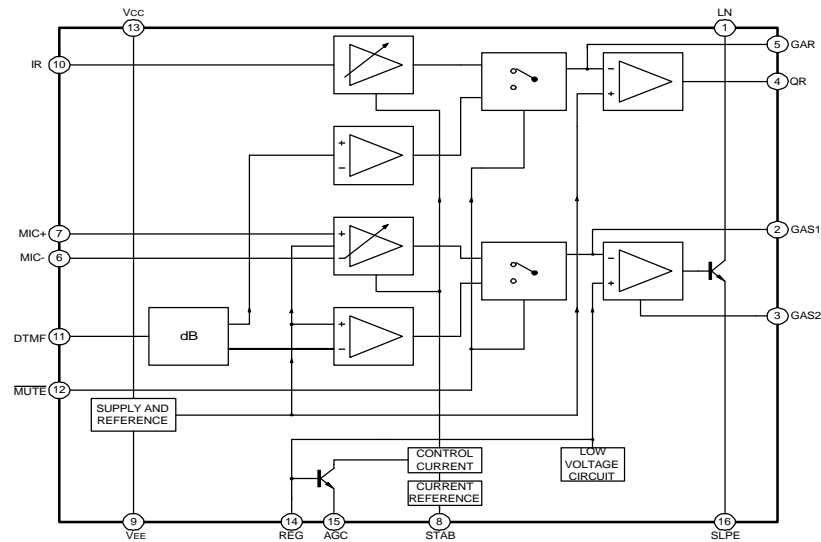 VCC
13
LN
1
IR
10
5
GAR
4
QR
+
-
-
+
MIC+
7
MIC-
6
+
-
2
GAS1
-
+
3
GAS2
DTMF
11
dB
+
-
MUTE
12
SUPPLY AND
REFERENCE
CONTROL
CURRENT
LOW
VOLTAGE
CIRCUIT
CURRENT
REFERENCE
9
14
15
8
16
VEE
REG
AGC
STAB
SLPE